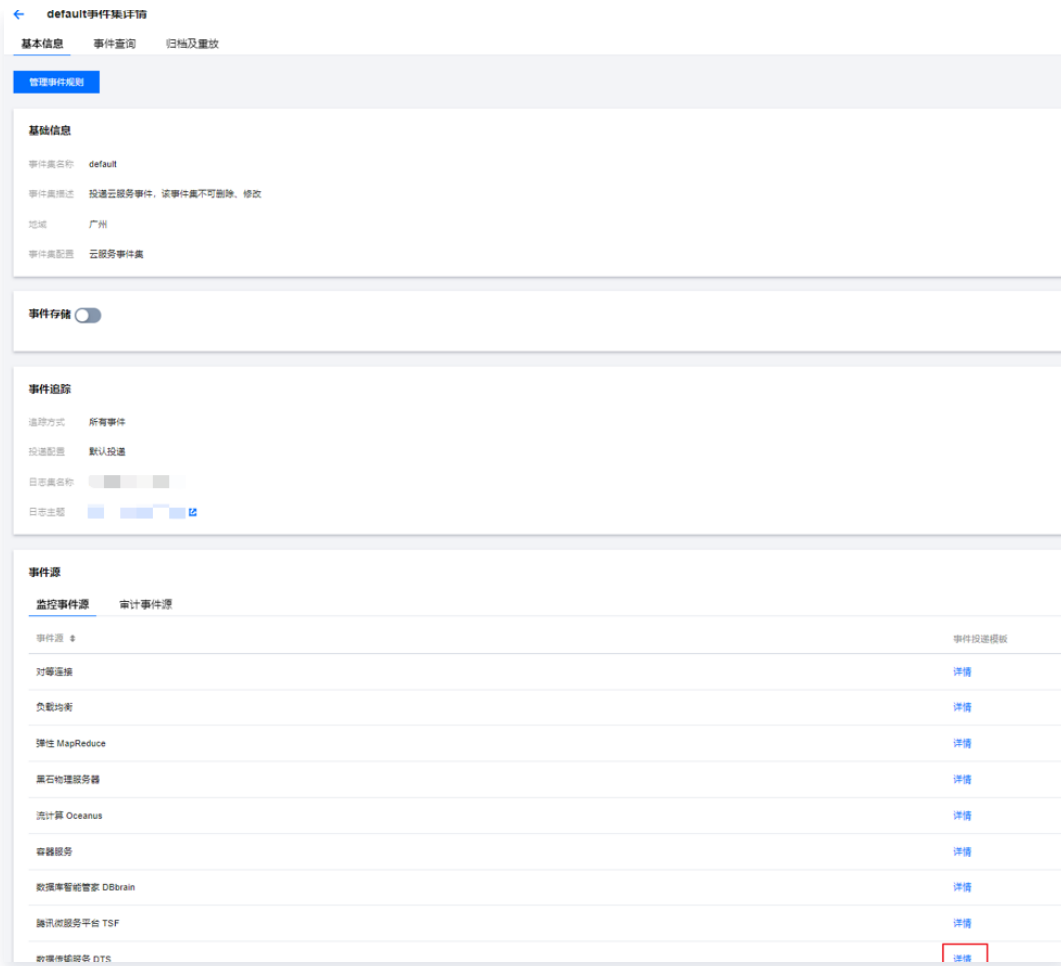 default事件集详情
基本信息 事件查询 归档及重放
管理事件规则
基础信息
事件集名称 default
事件集描述 投递云服务事件，该事件集不可删除、修改
地域 广州
事件集配置 云服务事件集
事件存储
事件追踪
追踪方式 所有事件
投递配置 默认投递
日志集名称
日志主题
事件源
监控事件源 审计事件源
事件源 事件投递模板
对等连接 详情
负载均衡 详情
弹性 MapReduce 详情
黑石物理服务器 详情
流计算 Oceanus 详情
容器服务 详情
数据库智能管家 DBbrain 详情
腾讯微服务平台 TSF 详情
数据传输服务 DTS 详情